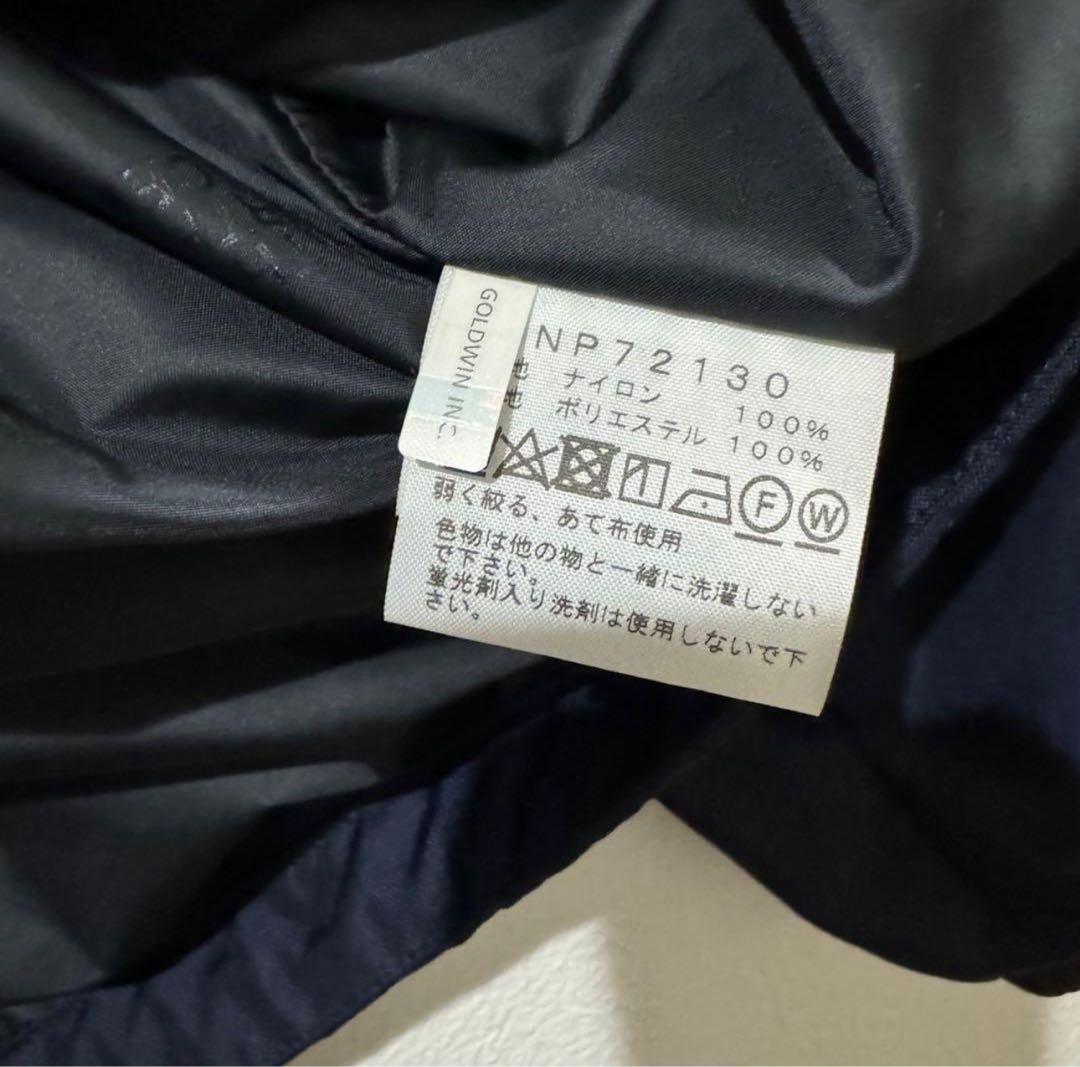 GOLDWIN INC.
NP72130
地 ナイロン 100%
地 ポリエステル 100%
F W
弱く絞る、あて布使用
色物は他の物と一緒に洗濯しない
で下さい。
蛍光剤入り洗剤は使用しないで下
さい。